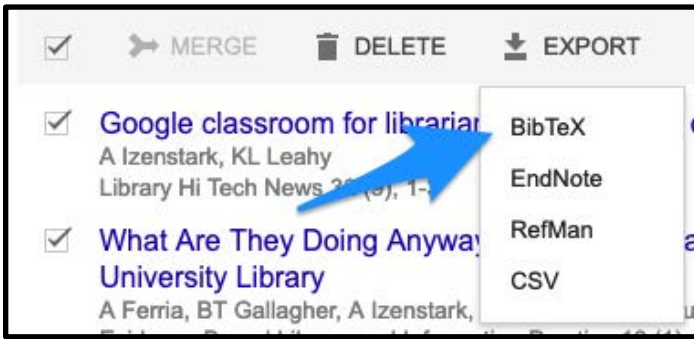 MERGE DELETE EXPORT
Google classroom for librarian
BibTeX
A Izenstark, KL Leahy
Library Hi Tech News
EndNote
What Are They Doing Anyway
RefMan
University Library
CSV
A Ferria, BT Gallagher, A Izenstark,